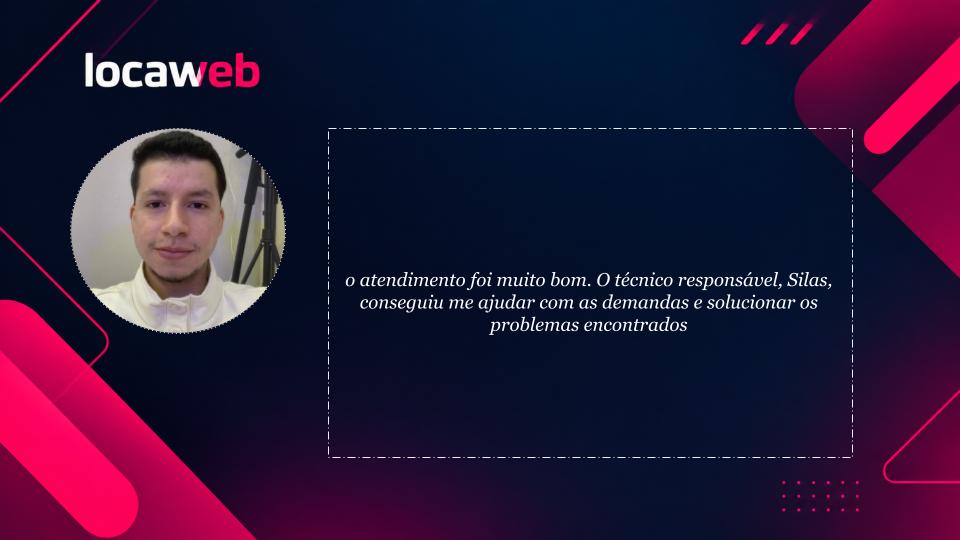 locaweb
o atendimento foi muito bom. O técnico responsável, Silas,
conseguiu me ajudar com as demandas e solucionar os
problemas encontrados